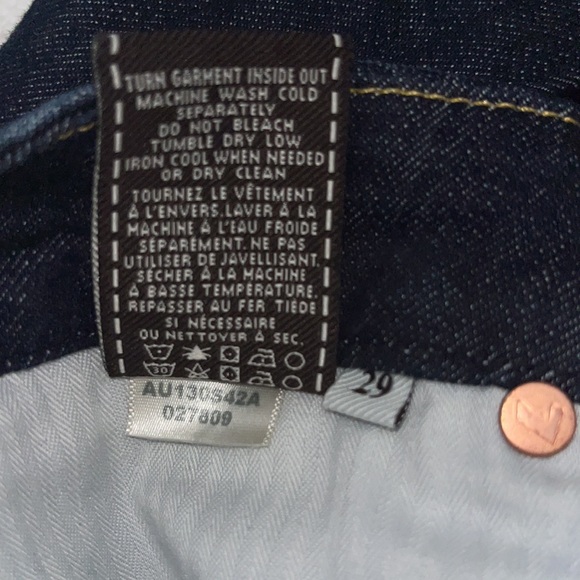 TURN GARMENT INSIDE OUT
MACHINE WASH COLD
SEPARATELY
DO NOT BLEACH
TUMBLE DRY LOW
IRON COOL WHEN NEEDED
OR DRY CLEAN
TOURNEZ LE VÊTEMENT
À L'ENVERS.LAVER À LA
MACHINE À L'EAU FROIDE
SÉPARÉMENT.NE PAS
UTILISER DE JAVELLISANT.
SÉCHER À LA MACHINE
À BASSE TEMPÉRATURE.
REPASSER AU FER TIÈDE
SI NÉCESSAIRE
OU NETTOYER À SEC.
30
AU130S42A
027809
29